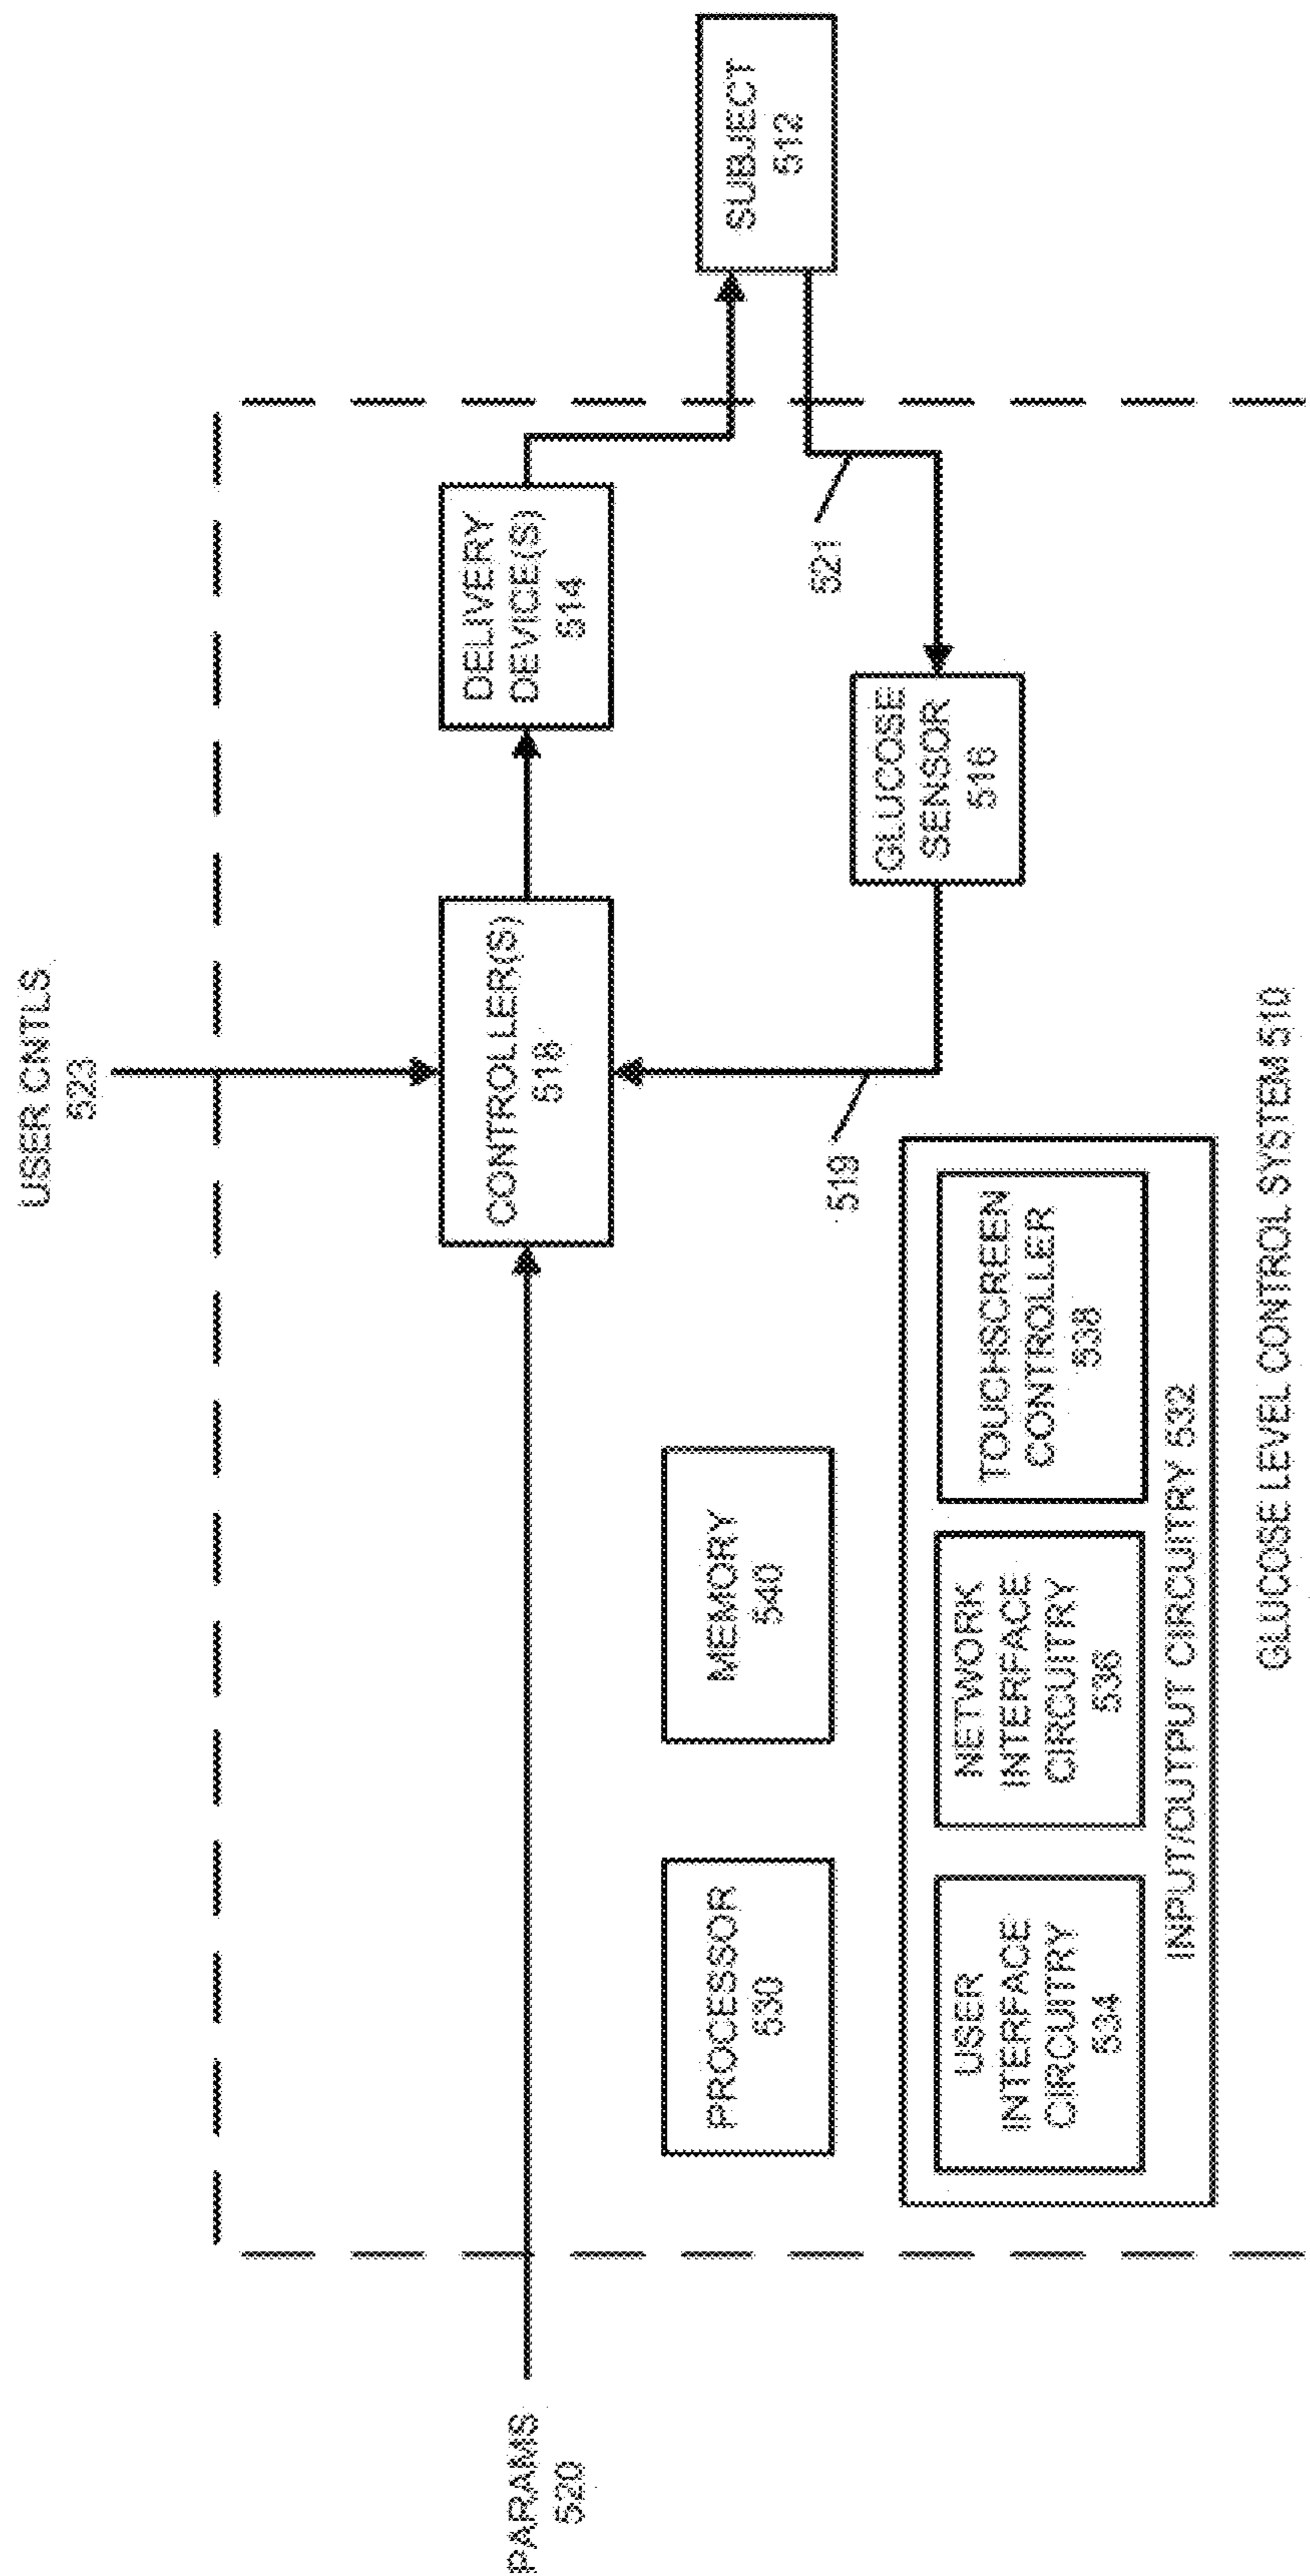 USER CNTLS
523
PARAMS
520
CONTROLLER(S)
518
DELIVERY
DEVICE(S)
514
SUBJECT
512
521
GLUCOSE
SENSOR
516
519
PROCESSOR
530
MEMORY
540
USER
INTERFACE
CIRCUITRY
534
NETWORK
INTERFACE
CIRCUITRY
536
TOUCHSCREEN
CONTROLLER
538
INPUT/OUTPUT CIRCUITRY 532
GLUCOSE LEVEL CONTROL SYSTEM 510